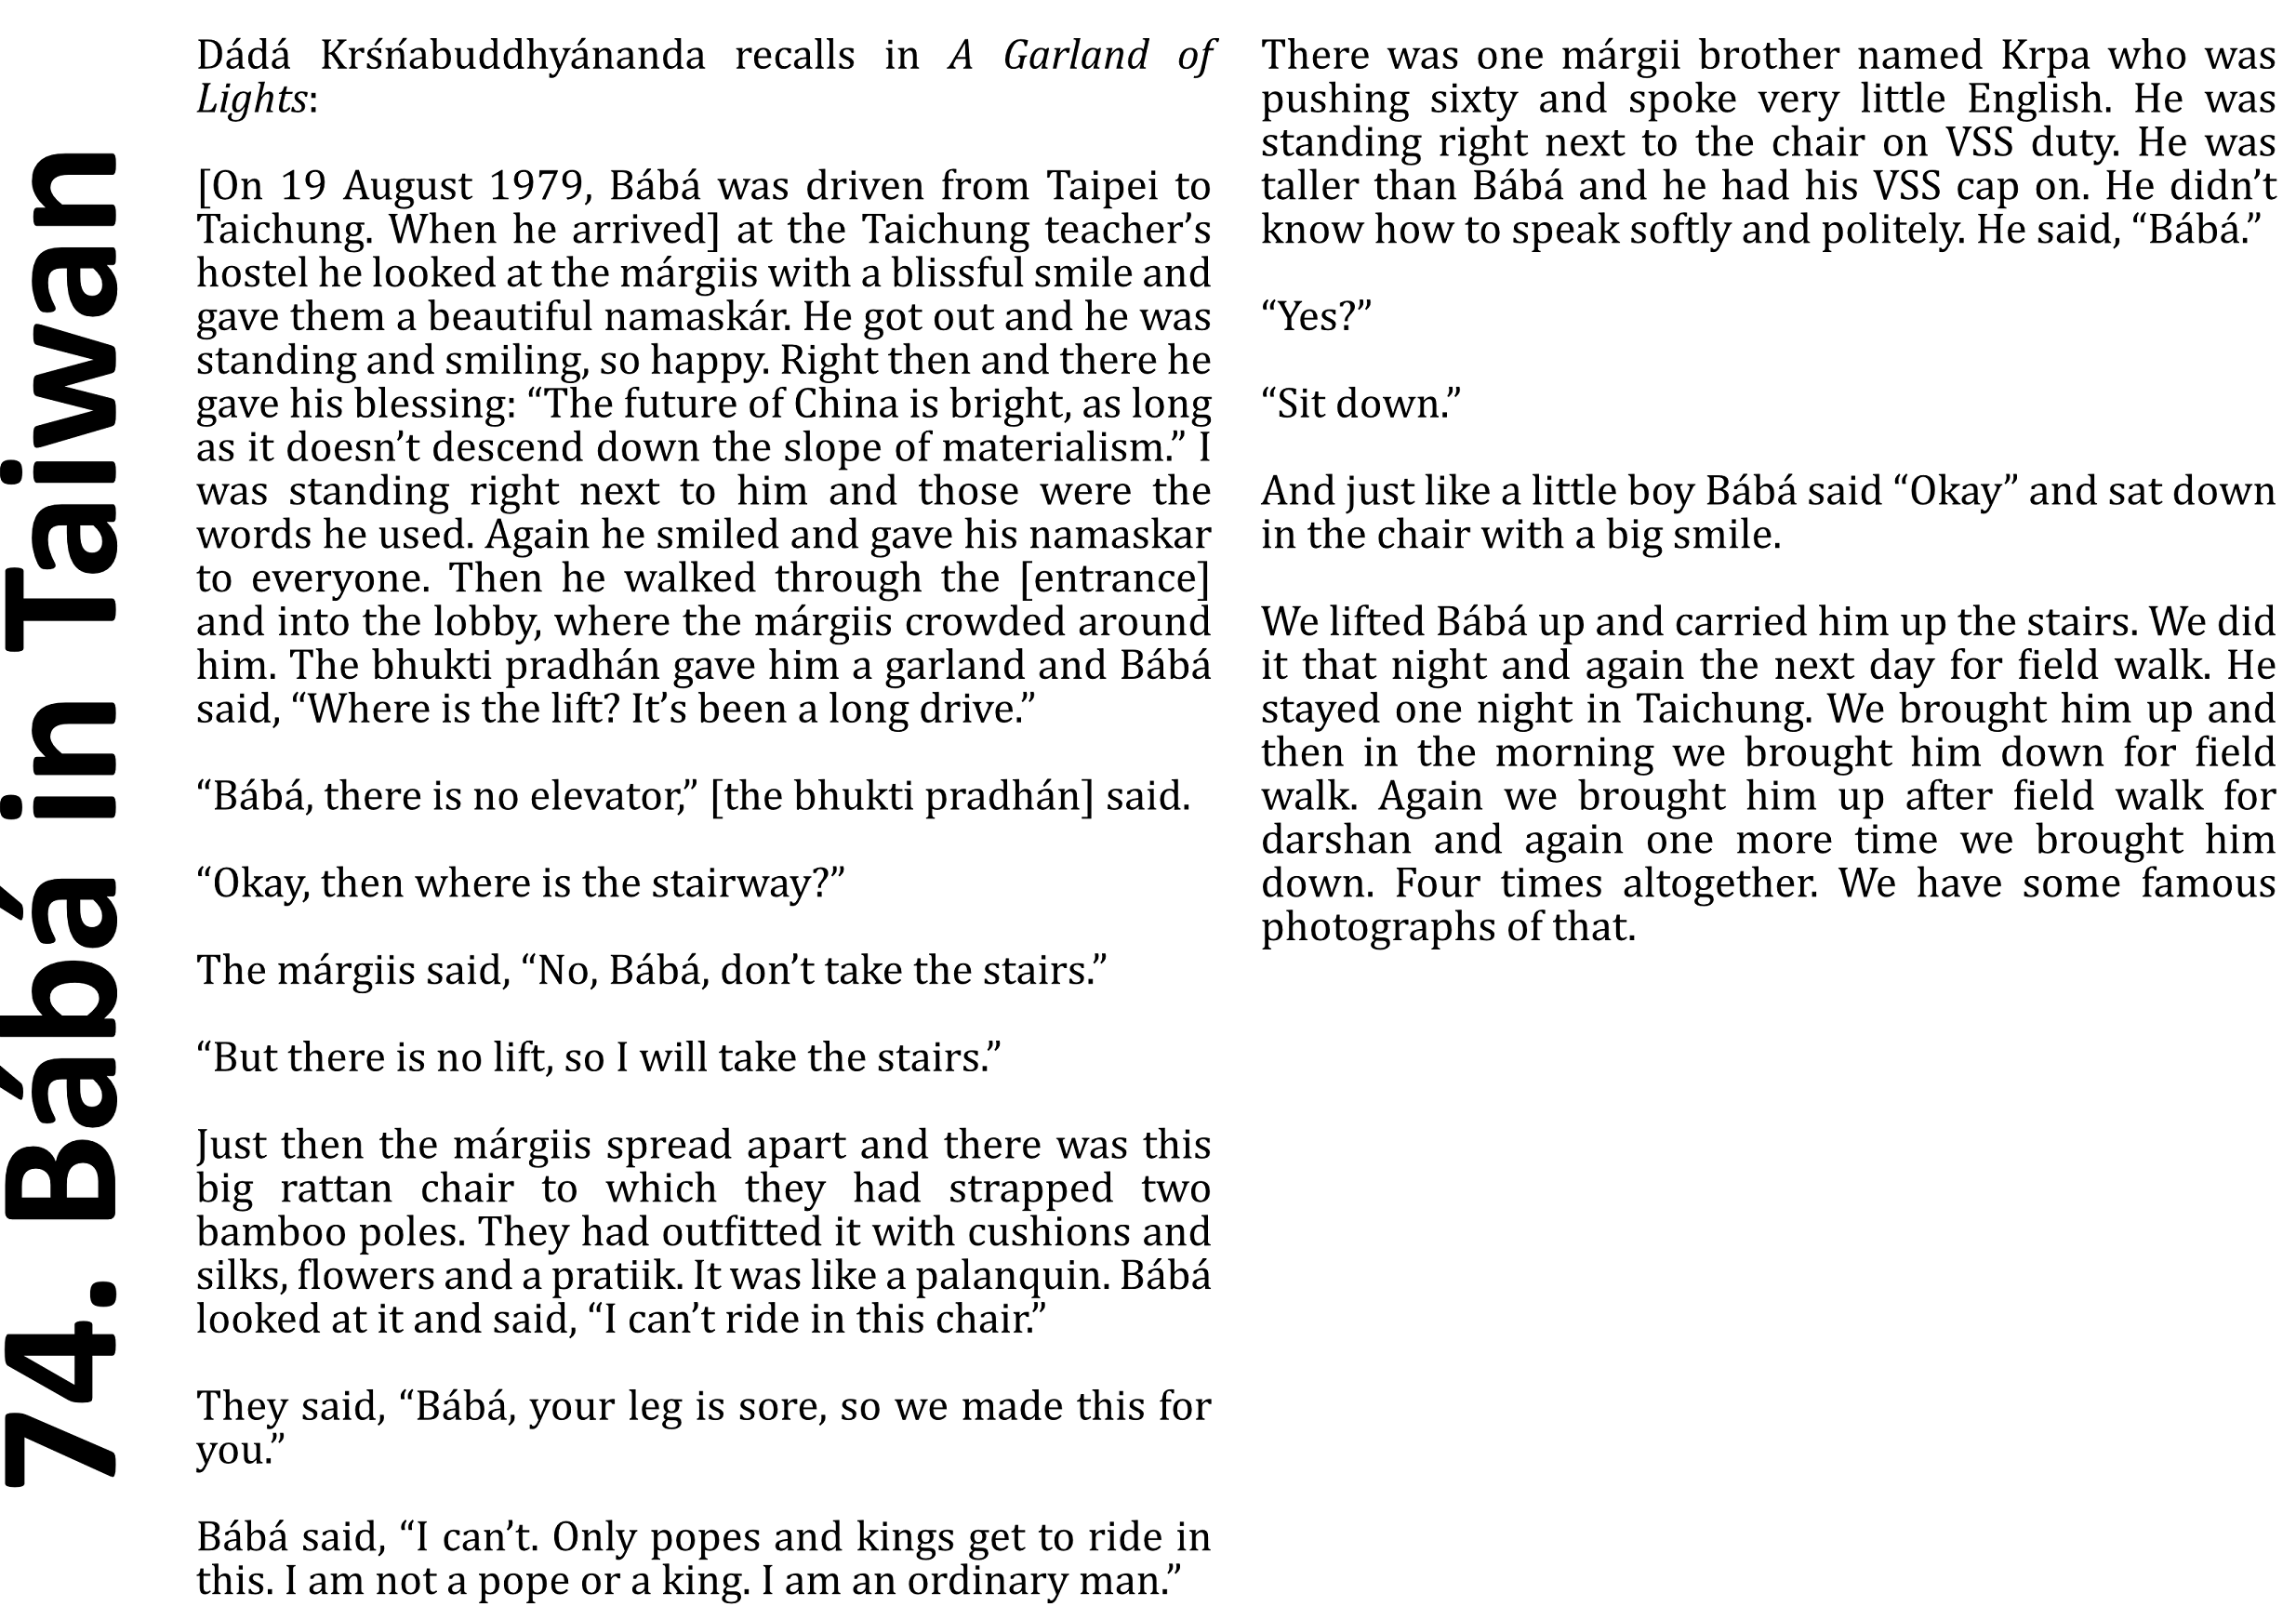 74. Bábá in Taiwan
Dádá Krśńabuddhyánanda recalls in A Garland of
Lights:
[On 19 August 1979, Bábá was driven from Taipei to
Taichung. When he arrived] at the Taichung teacher’s
hostel he looked at the márgiis with a blissful smile and
gave them a beautiful namaskár. He got out and he was
standing and smiling, so happy. Right then and there he
gave his blessing: “The future of China is bright, as long
as it doesn’t descend down the slope of materialism.” I
was standing right next to him and those were the
words he used. Again he smiled and gave his namaskar
to everyone. Then he walked through the [entrance]
and into the lobby, where the márgiis crowded around
him. The bhukti pradhán gave him a garland and Bábá
said, “Where is the lift? It’s been a long drive.”
“Bábá, there is no elevator,” [the bhukti pradhán] said.
“Okay, then where is the stairway?”
The márgiis said, “No, Bábá, don’t take the stairs.”
“But there is no lift, so I will take the stairs.”
Just then the márgiis spread apart and there was this
big rattan chair to which they had strapped two
bamboo poles. They had outfitted it with cushions and
silks, flowers and a pratiik. It was like a palanquin. Bábá
looked at it and said, “I can’t ride in this chair.”
They said, “Bábá, your leg is sore, so we made this for
you.”
Bábá said, “I can’t. Only popes and kings get to ride in
this. I am not a pope or a king. I am an ordinary man.”
There was one márgii brother named Krpa who was
pushing sixty and spoke very little English. He was
standing right next to the chair on VSS duty. He was
taller than Bábá and he had his VSS cap on. He didn’t
know how to speak softly and politely. He said, “Bábá.”
“Yes?”
“Sit down.”
And just like a little boy Bábá said “Okay” and sat down
in the chair with a big smile.
We lifted Bábá up and carried him up the stairs. We did
it that night and again the next day for field walk. He
stayed one night in Taichung. We brought him up and
then in the morning we brought him down for field
walk. Again we brought him up after field walk for
darshan and again one more time we brought him
down. Four times altogether. We have some famous
photographs of that.